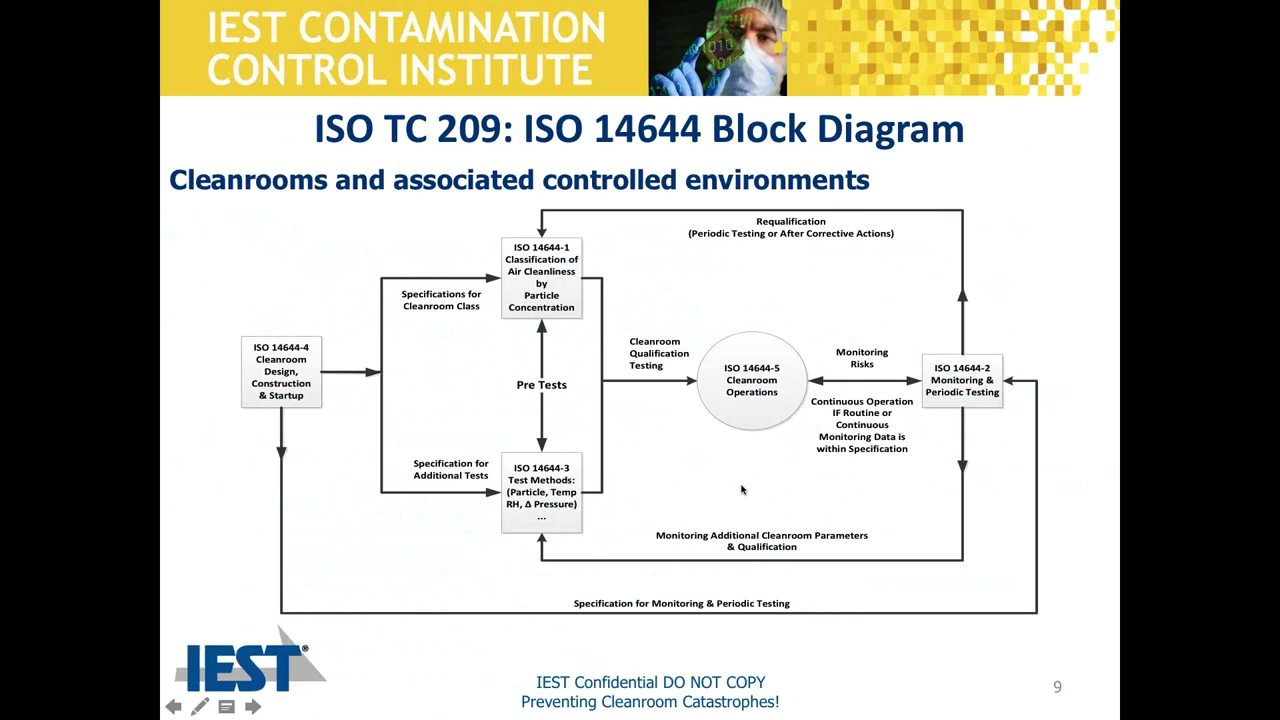 IEST CONTAMINATION
CONTROL INSTITUTE
ISO TC 209: ISO 14644 Block Diagram
Cleanrooms and associated controlled environments
Requalification
(Periodic Testing or After Corrective Actions)
ISO 14644-1
Classification of
Air Cleanliness
by
Particle
Concentration
Specifications for
Cleanroom Class
ISO 14644-4
Cleanroom
Design,
Construction
& Startup
Pre Tests
Cleanroom
Qualification
Testing
ISO 14644-5
Cleanroom
Operations
Monitoring
Risks
ISO 14644-2
Monitoring &
Periodic Testing
Continuous Operation
IF Routine or
Continuous
Monitoring Data is
within Specification
Specification for
Additional Tests
ISO 14644-3
Test Methods:
(Particle, Temp
RH, Δ Pressure)
...
Monitoring Additional Cleanroom Parameters
& Qualification
Specification for Monitoring & Periodic Testing
IEST®
IEST Confidential DO NOT COPY
Preventing Cleanroom Catastrophes!
9